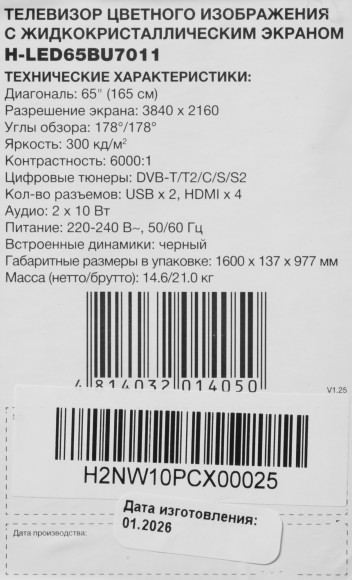 ТЕЛЕВИЗОР ЦВЕТНОГО ИЗОБРАЖЕНИЯ
С ЖИДКОКРИСТАЛЛИЧЕСКИМ ЭКРАНОМ
H-LED65BU7011
ТЕХНИЧЕСКИЕ ХАРАКТЕРИСТИКИ:
Диагональ: 65" (165 см)
Разрешение экрана: 3840 x 2160
Углы обзора: 178°/178°
Яркость: 300 кд/м²
Контрастность: 6000:1
Цифровые тюнеры: DVB-T/T2/C/S/S2
Кол-во разъемов: USB x 2, HDMI x 4
Аудио: 2 x 10 Вт
Питание: 220-240 В~, 50/60 Гц
Встроенные динамики: черный
Габаритные размеры в упаковке: 1600 x 137 x 977 мм
Масса (нетто/брутто): 14.6/21.0 кг
4 814032 014050
V1.25
H2NW10PCX00025
Дата изготовления:
01.2026
Дата производства: